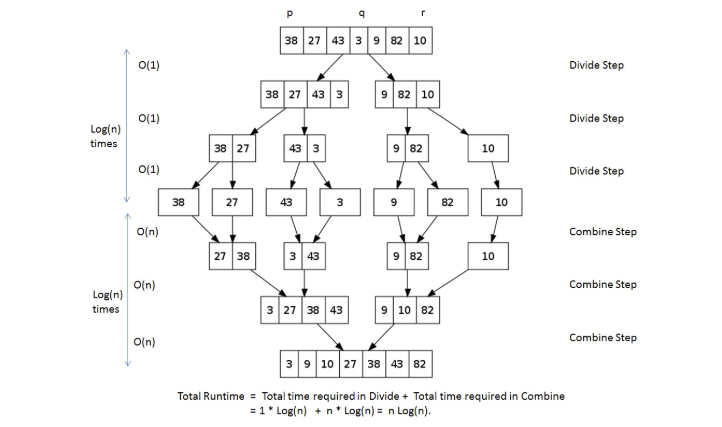 p q r
38 27 43 3 9 82 10
O(1) Divide Step
38 27 43 3 9 82 10
O(1) Divide Step
Log(n)
times
38 27 43 3 9 82 10
O(1) Divide Step
38 27 43 3 9 82 10
O(n) Combine Step
27 38 3 43 9 82 10
O(n) Combine Step
Log(n)
times
3 27 38 43 9 10 82
O(n) Combine Step
3 9 10 27 38 43 82
Total Runtime = Total time required in Divide + Total time required in Combine
= 1 * Log(n) + n * Log(n) = n Log(n).